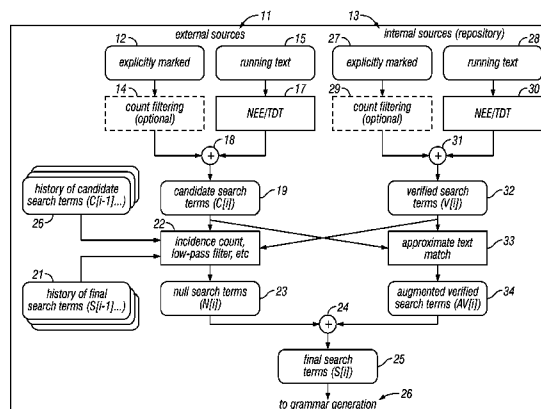 11
13
external sources
internal sources (repository)
12
15
27
28
explicitly marked
running text
explicitly marked
running text
14
17
29
30
count filtering
(optional)
NEE/TDT
count filtering
(optional)
NEE/TDT
18
31
history of candidate
search terms (C[i-1]...)
26
candidate search
terms (C[i])
19
verified search
terms (V[i])
32
22
incidence count,
low-pass filter, etc
approximate text
match
33
21
history of final
search terms (S[i-1]...)
null search terms
(N[i])
23
24
augmented verified
search terms (AV[i])
34
final search
terms (S[i])
25
to grammar generation
26